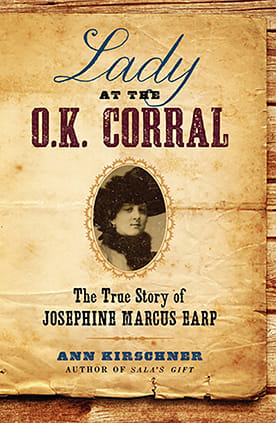 Lady
AT THE
O.K. CORRAL
The True Story of
JOSEPHINE MARCUS EARP
ANN KIRSCHNER
AUTHOR OF SALA'S GIFT